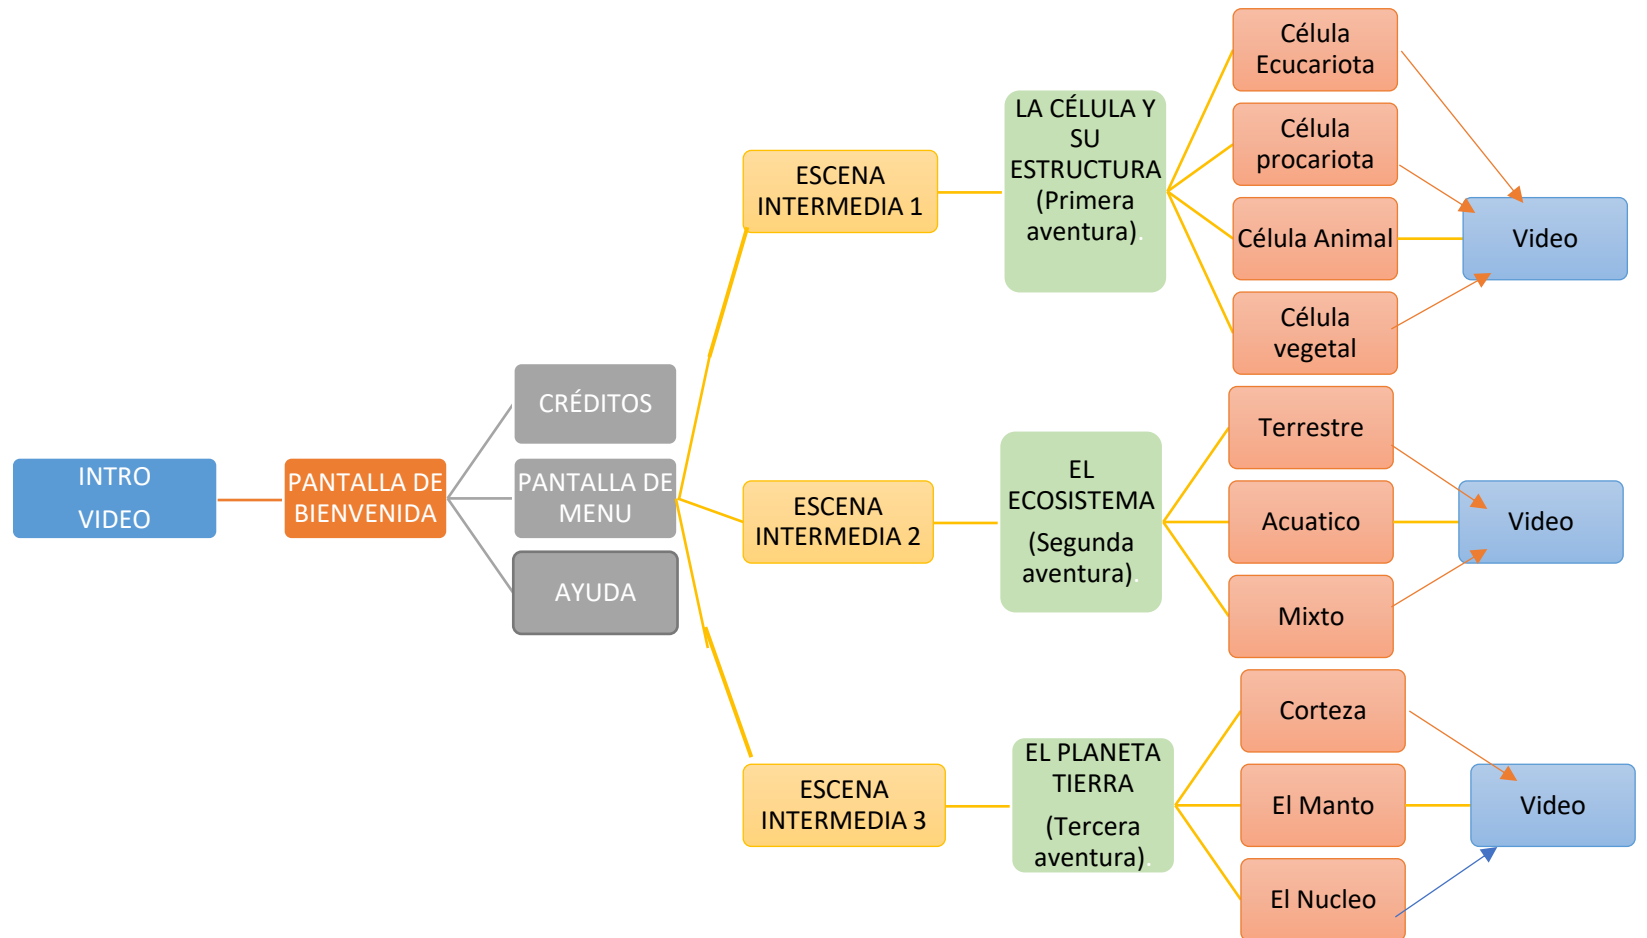 INTRO
VIDEO
PANTALLA DE
BIENVENIDA
CRÉDITOS
PANTALLA DE
MENU
AYUDA
ESCENA
INTERMEDIA 1
LA CÉLULA Y
SU
ESTRUCTURA
(Primera
aventura).
Célula
Ecucariota
Célula
procariota
Célula Animal
Célula
vegetal
Video
ESCENA
INTERMEDIA 2
EL
ECOSISTEMA
(Segunda
aventura).
Terrestre
Acuatico
Mixto
Video
ESCENA
INTERMEDIA 3
EL PLANETA
TIERRA
(Tercera
aventura).
Corteza
El Manto
El Nucleo
Video